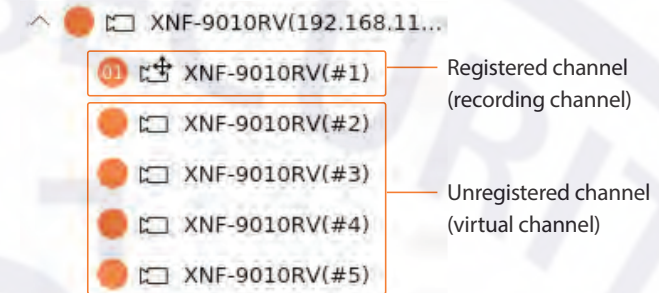 XNF-9010RV(192.168.11...
01 XNF-9010RV(#1)
Registered channel
(recording channel)
XNF-9010RV(#2)
XNF-9010RV(#3)
Unregistered channel
(virtual channel)
XNF-9010RV(#4)
XNF-9010RV(#5)